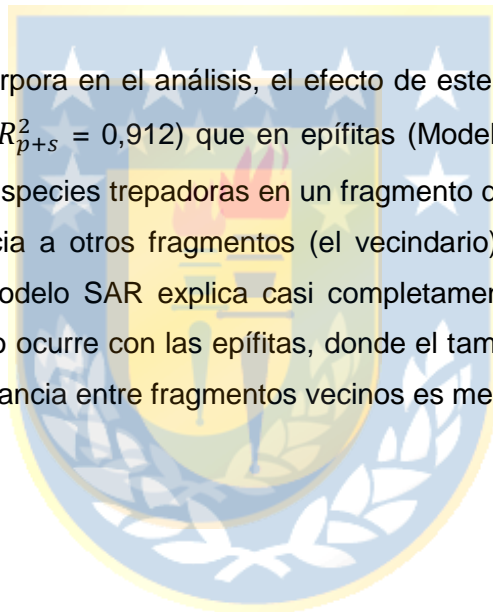 rpora en el análisis, el efecto de este
R²ₚ₊ₛ = 0,912) que en epífitas (Model
especies trepadoras en un fragmento
cia a otros fragmentos (el vecindario)
odelo SAR explica casi completamen
o ocurre con las epífitas, donde el tam
ancia entre fragmentos vecinos es me